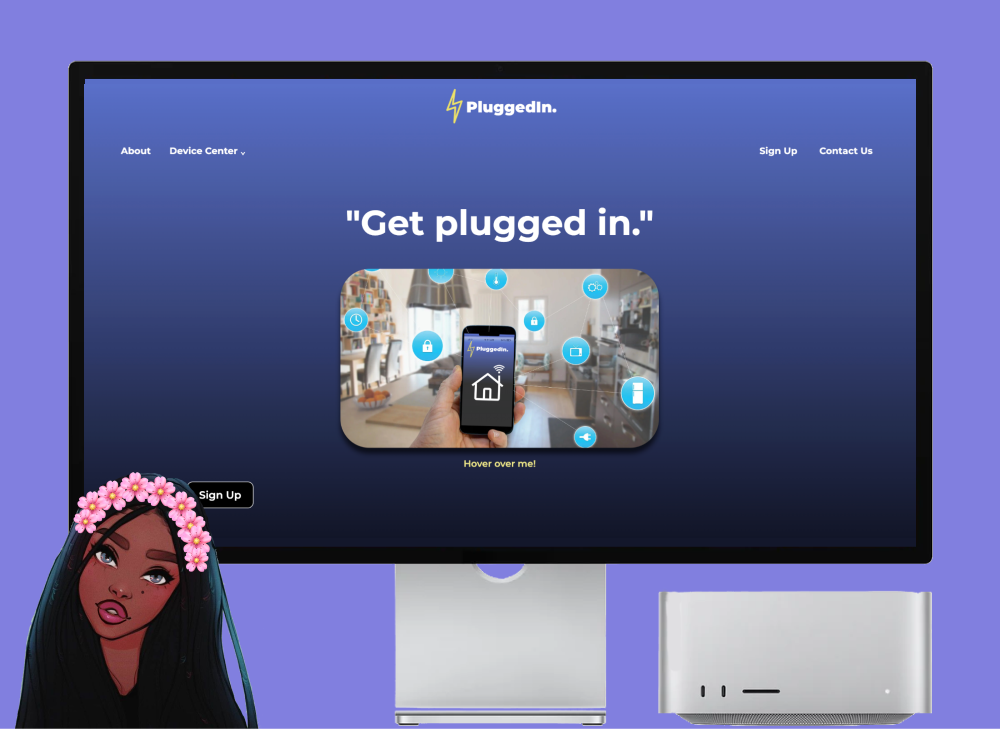 PluggedIn.
About
Device Center
Sign Up
Contact Us
"Get plugged in."
PluggedIn.
Hover over me!
Sign Up